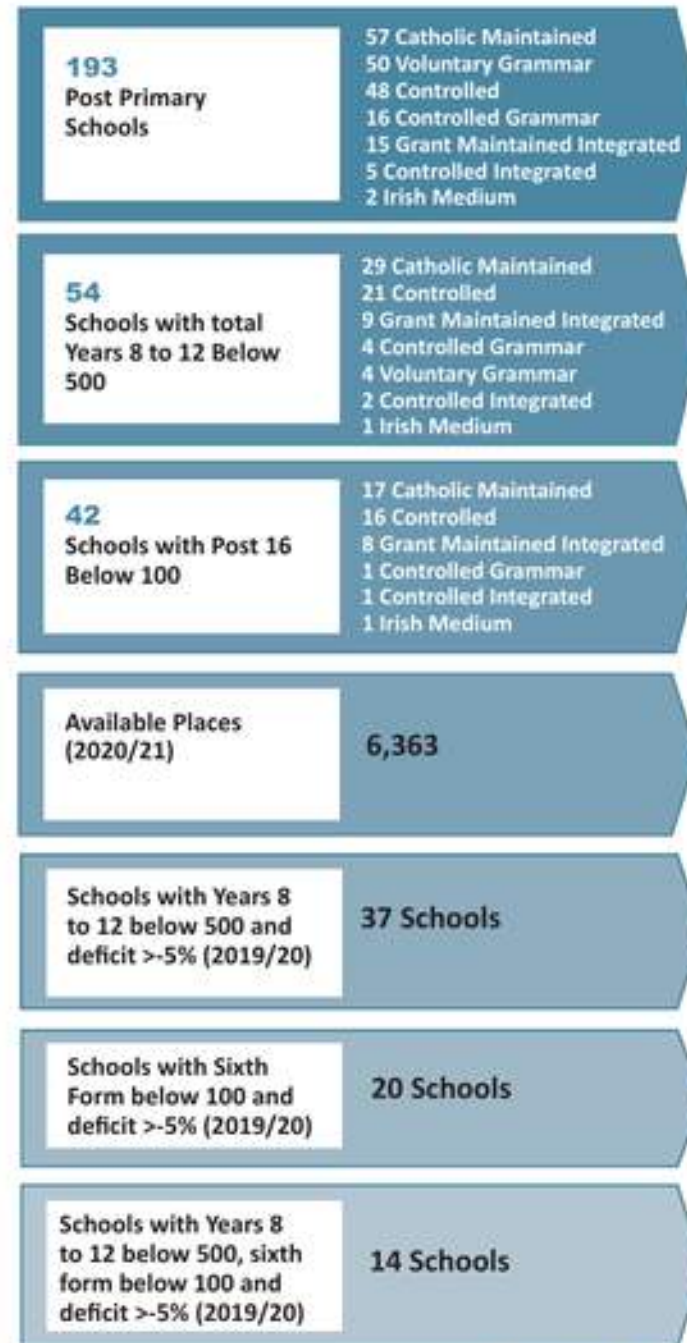 193
Post Primary
Schools
57 Catholic Maintained
50 Voluntary Grammar
48 Controlled
16 Controlled Grammar
15 Grant Maintained Integrated
5 Controlled Integrated
2 Irish Medium
54
Schools with total
Years 8 to 12 Below
500
29 Catholic Maintained
21 Controlled
9 Grant Maintained Integrated
4 Controlled Grammar
4 Voluntary Grammar
2 Controlled Integrated
1 Irish Medium
42
Schools with Post 16
Below 100
17 Catholic Maintained
16 Controlled
8 Grant Maintained Integrated
1 Controlled Grammar
1 Controlled Integrated
1 Irish Medium
Available Places
(2020/21)
6,363
Schools with Years 8
to 12 below 500 and
deficit >-5% (2019/20)
37 Schools
Schools with Sixth
Form below 100 and
deficit >-5% (2019/20)
20 Schools
Schools with Years 8
to 12 below 500, sixth
form below 100 and
deficit >-5% (2019/20)
14 Schools